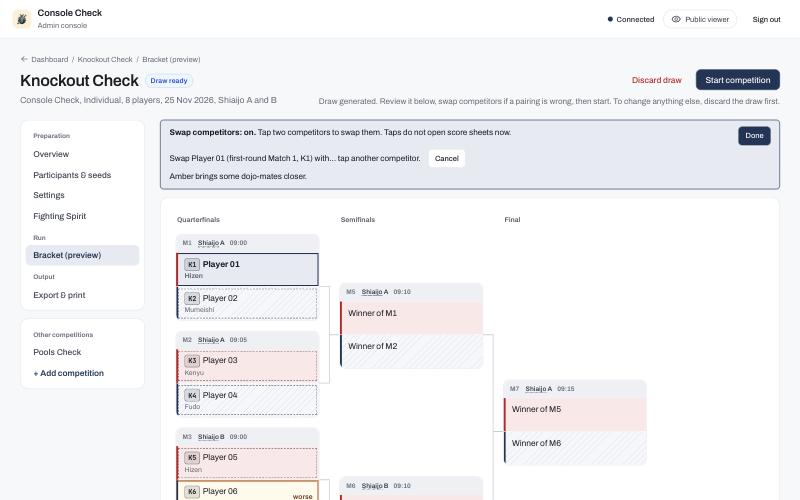 Console Check
Admin console
Connected
Public viewer
Sign out
← Dashboard / Knockout Check / Bracket (preview)
Knockout Check
Draw ready
Discard draw
Start competition
Console Check, Individual, 8 players, 25 Nov 2026, Shiaijo A and B
Draw generated. Review it below, swap competitors if a pairing is wrong, then start. To change anything else, discard the draw first.
Preparation
Overview
Participants & seeds
Settings
Fighting Spirit
Run
Bracket (preview)
Output
Export & print
Other competitions
Pools Check
+ Add competition
Swap competitors: on. Tap two competitors to swap them. Taps do not open score sheets now.
Done
Swap Player 01 (first-round Match 1, K1) with... tap another competitor.
Cancel
Amber brings some dojo-mates closer.
Quarterfinals
Semifinals
Final
M1 Shiaijo A 09:00
K1 Player 01
Hizen
K2 Player 02
Mumeishi
M2 Shiaijo A 09:05
K3 Player 03
Kenyu
K4 Player 04
Fudo
M3 Shiaijo B 09:00
K5 Player 05
Hizen
K6 Player 06
worse
M5 Shiaijo A 09:10
Winner of M1
Winner of M2
M6 Shiaijo B 09:10
M7 Shiaijo A 09:15
Winner of M5
Winner of M6